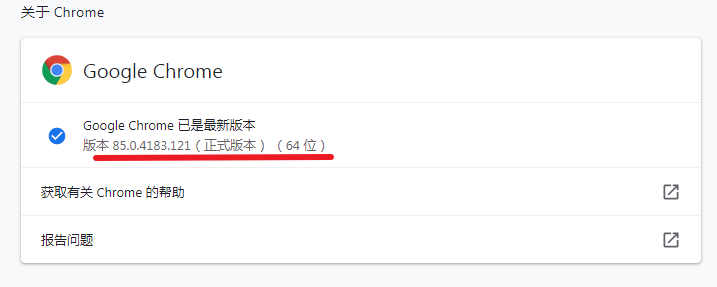 关于 Chrome
Google Chrome
Google Chrome 已是最新版本
版本 85.0.4183.121（正式版本）（64 位）
获取有关 Chrome 的帮助
报告问题